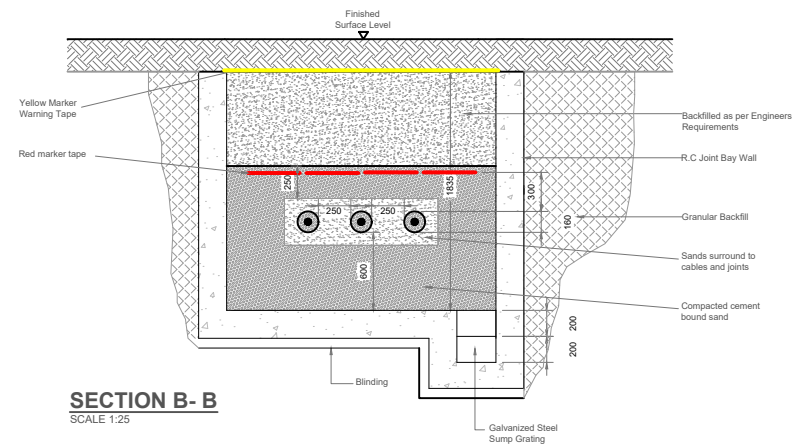 Finished
Surface Level
Yellow Marker
Warning Tape
Backfilled as per Engineers
Requirements
Red marker tape
R.C Joint Bay Wall
250
1835
300
250
250
160
Granular Backfill
Sands surround to
cables and joints
600
Compacted cement
bound sand
200
200
Blinding
SECTION B- B
SCALE 1:25
Galvanized Steel
Sump Grating